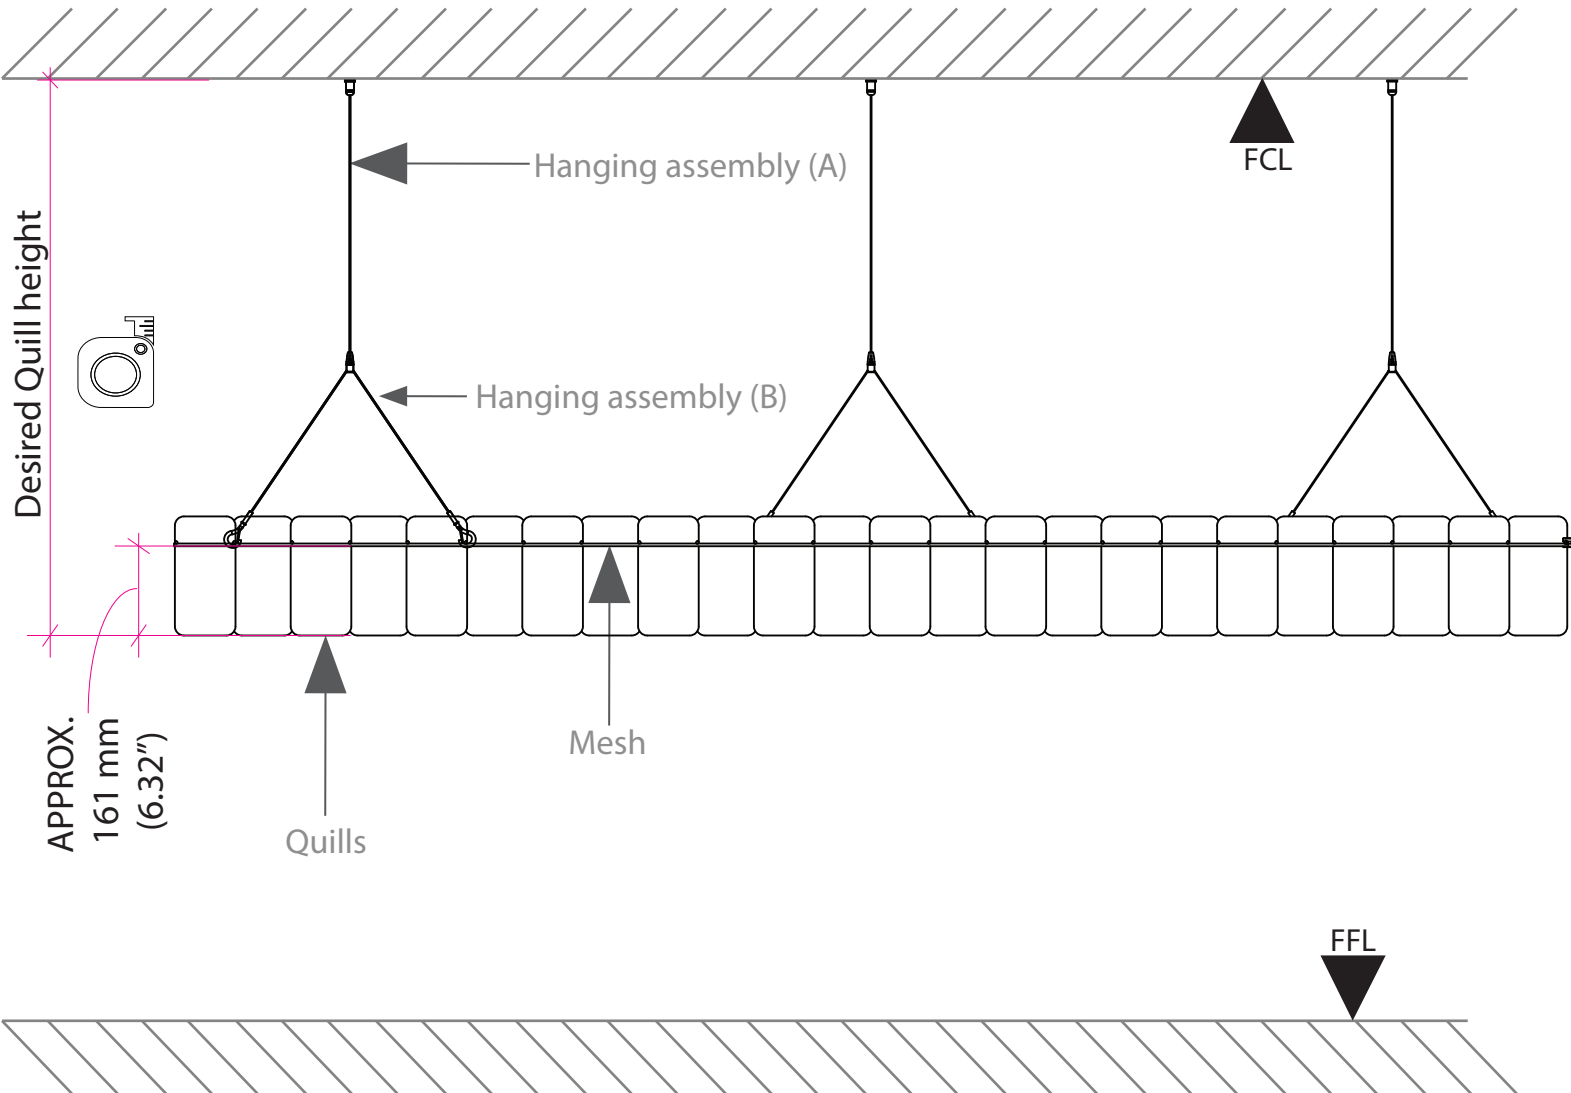 FCL
Hanging assembly (A)
Desired Quill height
Hanging assembly (B)
APPROX.
161 mm
(6.32”)
Mesh
Quills
FFL